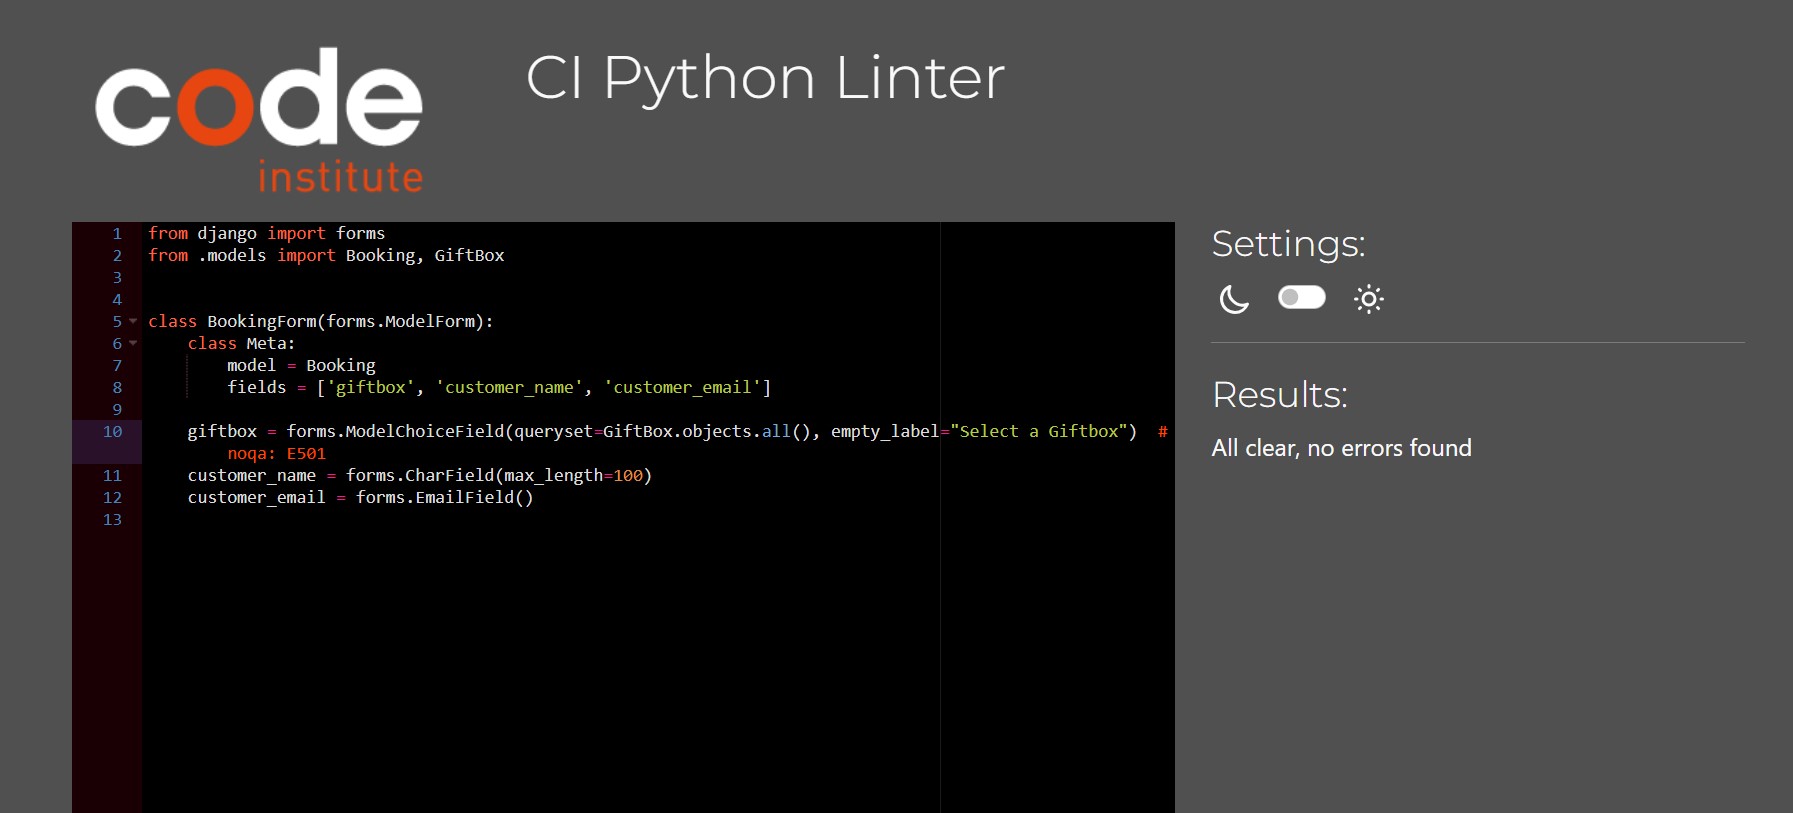 code
institute
CI Python Linter
1 from django import forms
2 from .models import Booking, GiftBox
3
4
5 class BookingForm(forms.ModelForm):
6     class Meta:
7         model = Booking
8         fields = ['giftbox', 'customer_name', 'customer_email']
9
10     giftbox = forms.ModelChoiceField(queryset=GiftBox.objects.all(), empty_label="Select a Giftbox")  #
        noqa: E501
11     customer_name = forms.CharField(max_length=100)
12     customer_email = forms.EmailField()
13
Settings:
Results:
All clear, no errors found